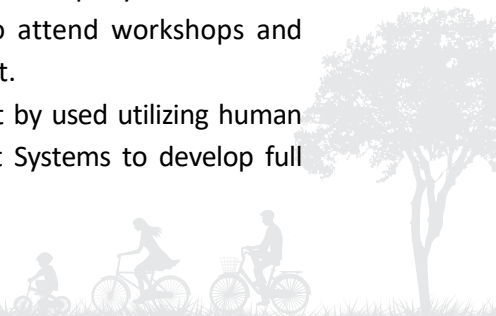 o attend workshops and
t.
t by used utilizing human
t Systems to develop full